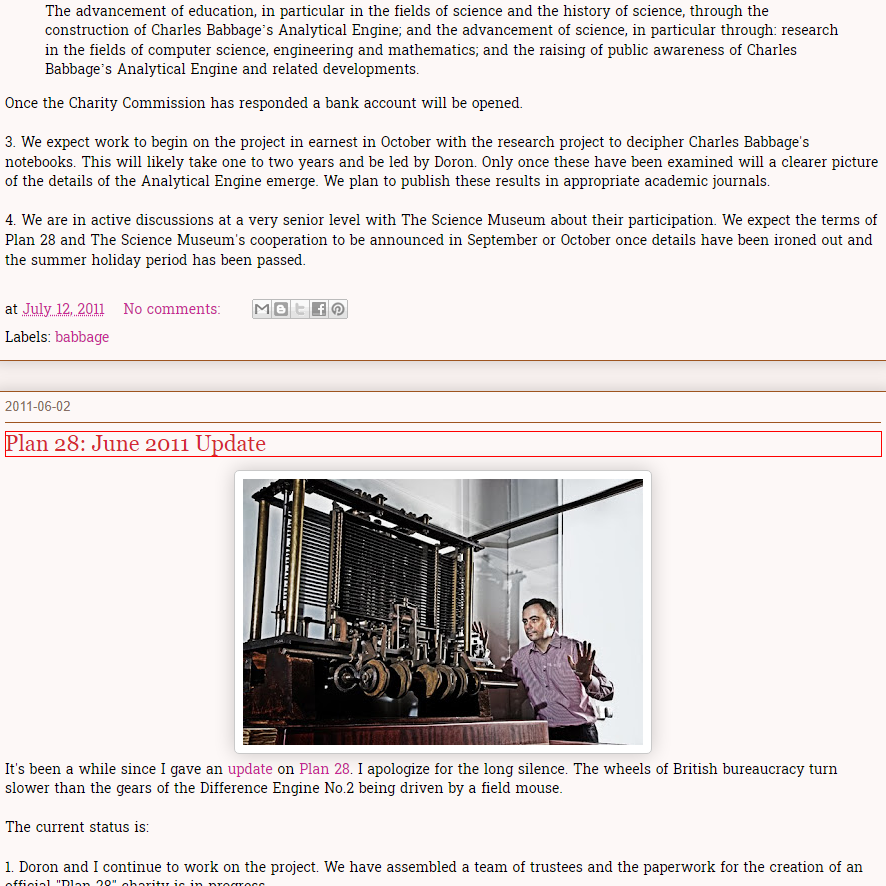 The advancement of education, in particular in the fields of science and the history of science, through the
construction of Charles Babbage's Analytical Engine; and the advancement of science, in particular through: research
in the fields of computer science, engineering and mathematics; and the raising of public awareness of Charles
Babbage's Analytical Engine and related developments.
Once the Charity Commission has responded a bank account will be opened.
3. We expect work to begin on the project in earnest in October with the research project to decipher Charles Babbage's
notebooks. This will likely take one to two years and be led by Doron. Only once these have been examined will a clearer picture
of the details of the Analytical Engine emerge. We plan to publish these results in appropriate academic journals.
4. We are in active discussions at a very senior level with The Science Museum about their participation. We expect the terms of
Plan 28 and The Science Museum's cooperation to be announced in September or October once details have been ironed out and
the summer holiday period has been passed.
at July 12, 2011 No comments:
Labels: babbage
2011-06-02
Plan 28: June 2011 Update
It's been a while since I gave an update on Plan 28. I apologize for the long silence. The wheels of British bureaucracy turn
slower than the gears of the Difference Engine No.2 being driven by a field mouse.
The current status is:
1. Doron and I continue to work on the project. We have assembled a team of trustees and the paperwork for the creation of an
official "Plan 28" charity is in progress.